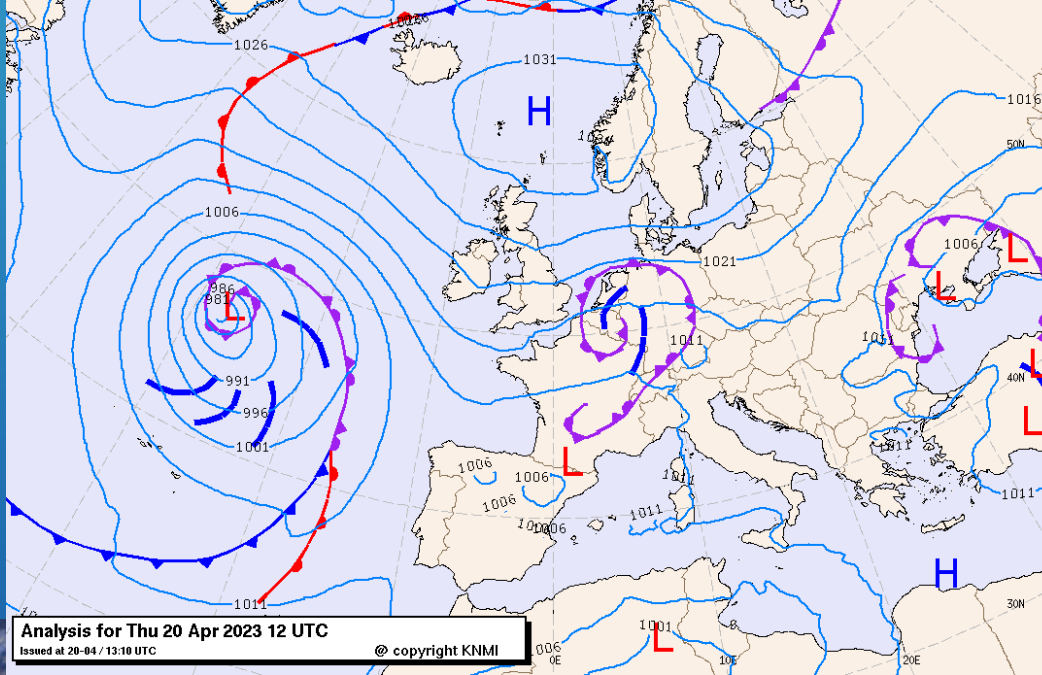 1026
1031
H
1016
50N
1006
1006
L
1021
986
981
L
L
1011
1011
L
40N
991
996
L
1001
1011
L
1006
1006
1011
1006
1011
1011
1006
H
1011
30N
Analysis for Thu 20 Apr 2023 12 UTC
Issued at 20-04 / 13:10 UTC
@ copyright KNMI
1001
L
1006
0E
10E
20E